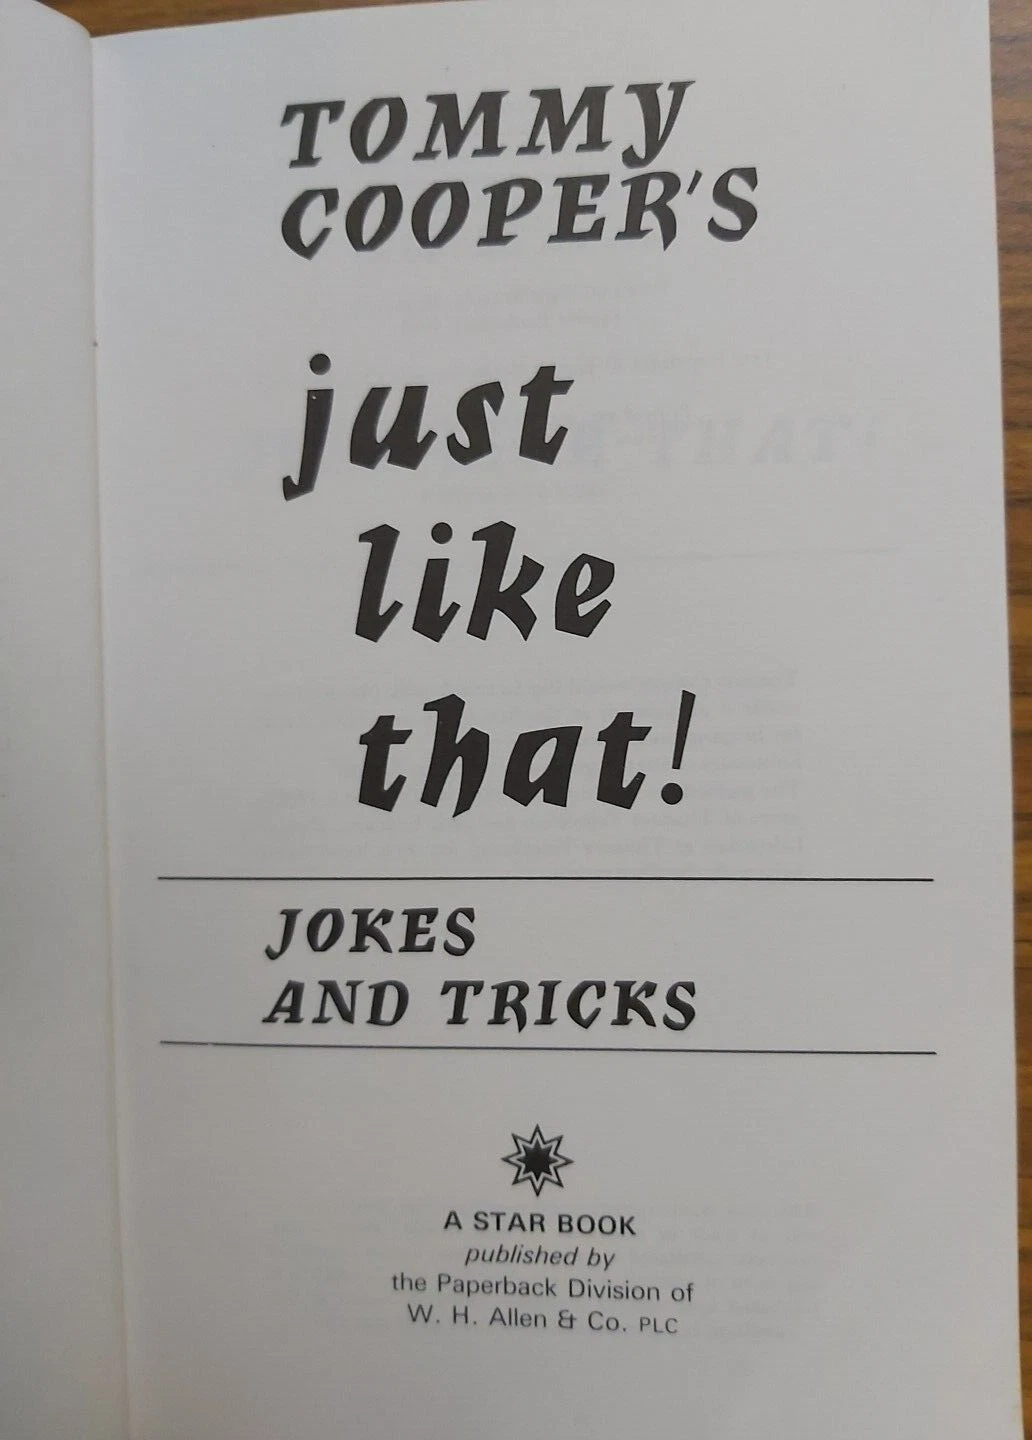 TOMMY
COOPER'S
just
like
that!
JOKES
AND TRICKS
A STAR BOOK
published by
the Paperback Division of
W. H. Allen & Co. PLC